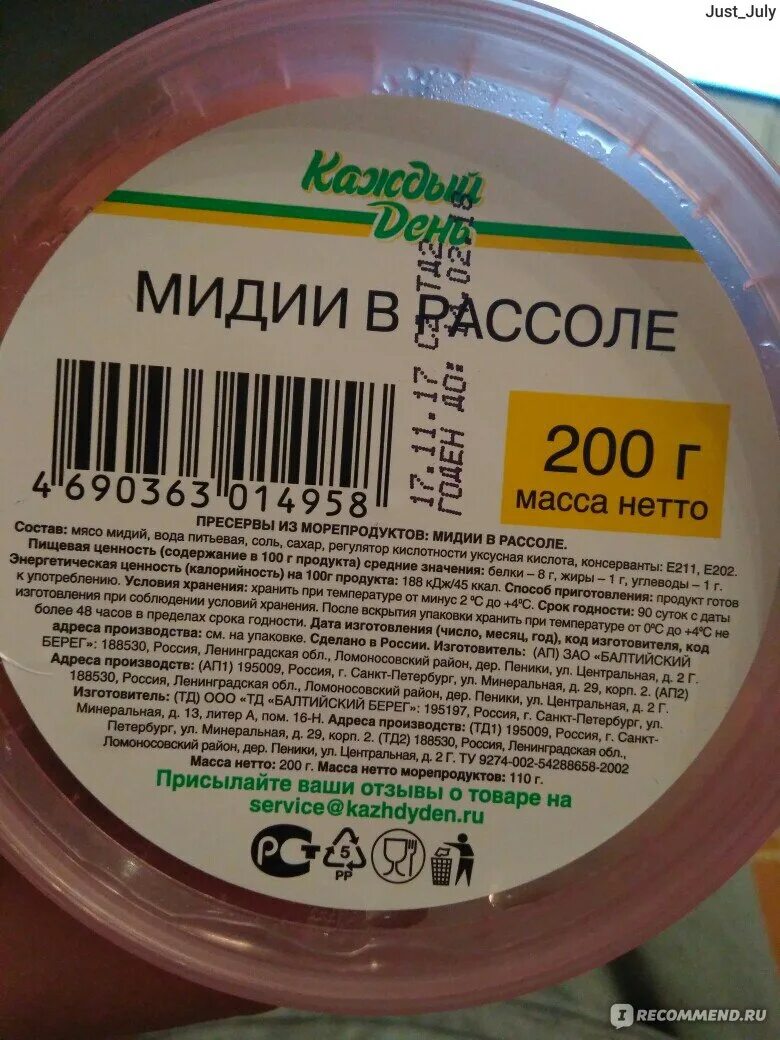 Just_July
Каждый
День
МИДИИ В РАССОЛЕ
17.11.17
ГОДЕН ДО:
200 г
масса нетто
4 690363 014958
ПРЕСЕРВЫ ИЗ МОРЕПРОДУКТОВ: МИДИИ В РАССОЛЕ.
Состав: мясо мидий, вода питьевая, соль, сахар, регулятор кислотности уксусная кислота, консерванты: Е211, Е202.
Пищевая ценность (содержание в 100 г продукта) средние значения: белки – 8 г, жиры – 1 г, углеводы – 1 г.
Энергетическая ценность (калорийность) на 100г продукта: 188 кДж/45 ккал. Способ приготовления: продукт готов
к употреблению. Условия хранения: хранить при температуре от минус 2 °С до +4°С. Срок годности: 90 суток с даты
изготовления при соблюдении условий хранения. После вскрытия упаковки хранить при температуре от 0°С до +4°С не
более 48 часов в пределах срока годности. Дата изготовления (число, месяц, год), код изготовителя, код
адреса производства: см. на упаковке. Сделано в России. Изготовитель: (АП) ЗАО «БАЛТИЙСКИЙ
БЕРЕГ»: 188530, Россия, Ленинградская обл., Ломоносовский район, дер. Пеники, ул. Центральная, д. 2 Г.
Адреса производств: (АП1) 195009, Россия, г. Санкт-Петербург, ул. Минеральная, д. 29, корп. 2. (АП2)
188530, Россия, Ленинградская обл., Ломоносовский район, дер. Пеники, ул. Центральная, д. 2 Г.
Изготовитель: (ТД) ООО «ТД «БАЛТИЙСКИЙ БЕРЕГ»: 195197, Россия, г. Санкт-Петербург, ул.
Минеральная, д. 13, литер А, пом. 16-Н. Адреса производств: (ТД1) 195009, Россия, г. Санкт-
Петербург, ул. Минеральная, д. 29, корп. 2. (ТД2) 188530, Россия, Ленинградская обл.,
Ломоносовский район, дер. Пеники, ул. Центральная, д. 2 Г. ТУ 9274-002-54288658-2002
Масса нетто: 200 г. Масса нетто морепродуктов: 110 г.
Присылайте ваши отзывы о товаре на
service@kazhdyden.ru
РСТ
5
PP
IRECOMMEND.RU